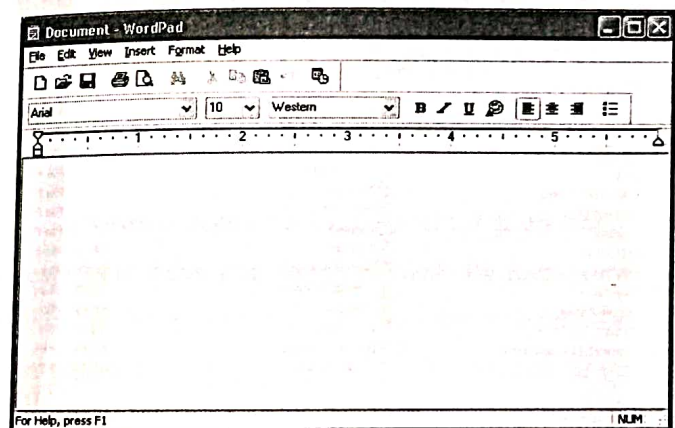 Document - WordPad
File Edit View Insert Format Help
Arial 10 Western B I U
1 2 3 4 5
For Help, press F1 NUM